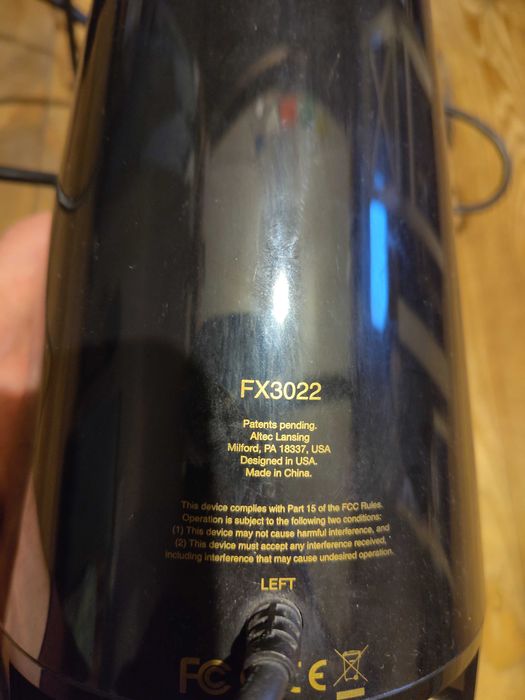 FX3022
Patents pending.
Altec Lansing
Milford, PA 18337, USA
Designed in USA.
Made in China.
This device complies with Part 15 of the FCC Rules.
Operation is subject to the following two conditions:
(1) This device may not cause harmful interference, and
(2) This device must accept any interference received,
including interference that may cause undesired operation.
LEFT
FC CE